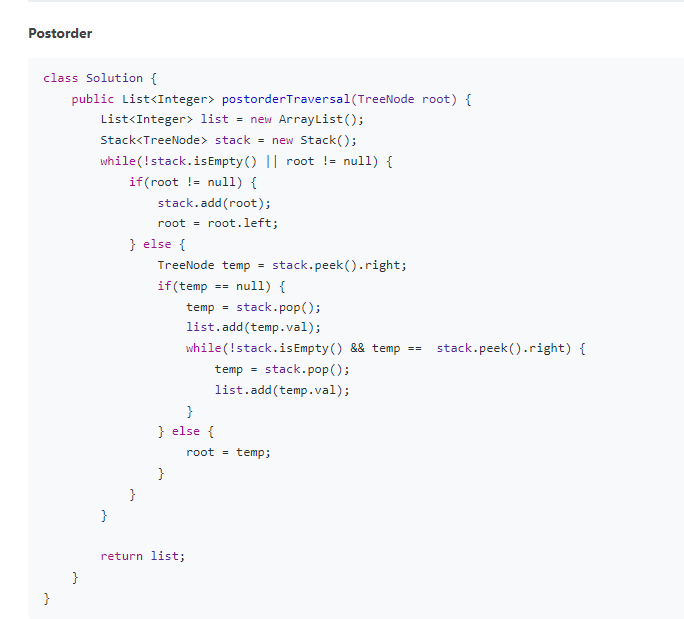 Postorder
class Solution {
    public List<Integer> postorderTraversal(TreeNode root) {
        List<Integer> list = new ArrayList();
        Stack<TreeNode> stack = new Stack();
        while(!stack.isEmpty() || root != null) {
            if(root != null) {
                stack.add(root);
                root = root.left;
            } else {
                TreeNode temp = stack.peek().right;
                if(temp == null) {
                    temp = stack.pop();
                    list.add(temp.val);
                    while(!stack.isEmpty() && temp ==  stack.peek().right) {
                        temp = stack.pop();
                        list.add(temp.val);
                    }
                } else {
                    root = temp;
                }
            }
        }
        return list;
    }
}